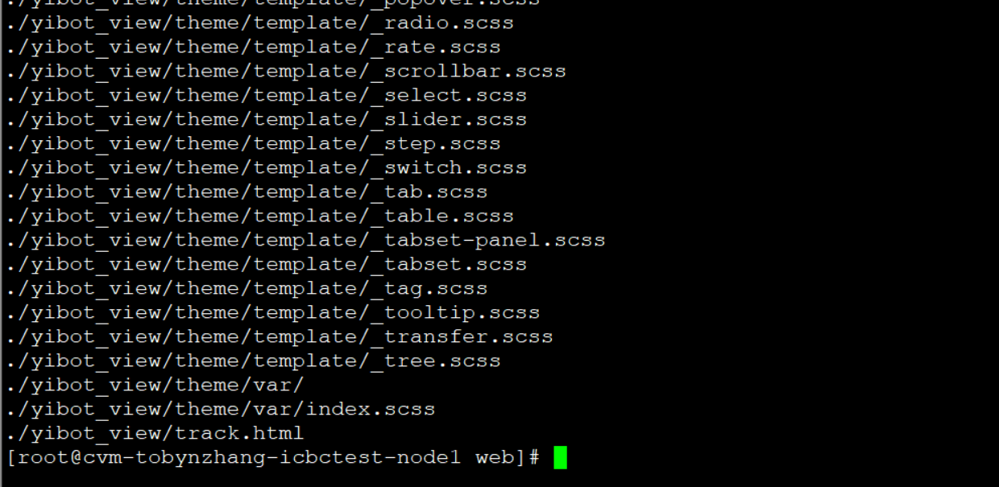 ./yibot_view/theme/template/_popover.scss
./yibot_view/theme/template/_radio.scss
./yibot_view/theme/template/_rate.scss
./yibot_view/theme/template/_scrollbar.scss
./yibot_view/theme/template/_select.scss
./yibot_view/theme/template/_slider.scss
./yibot_view/theme/template/_step.scss
./yibot_view/theme/template/_switch.scss
./yibot_view/theme/template/_tab.scss
./yibot_view/theme/template/_table.scss
./yibot_view/theme/template/_tabset-panel.scss
./yibot_view/theme/template/_tabset.scss
./yibot_view/theme/template/_tag.scss
./yibot_view/theme/template/_tooltip.scss
./yibot_view/theme/template/_transfer.scss
./yibot_view/theme/template/_tree.scss
./yibot_view/theme/var/
./yibot_view/theme/var/index.scss
./yibot_view/track.html
[root@cvm-tobynzhang-icbctest-node1 web]#